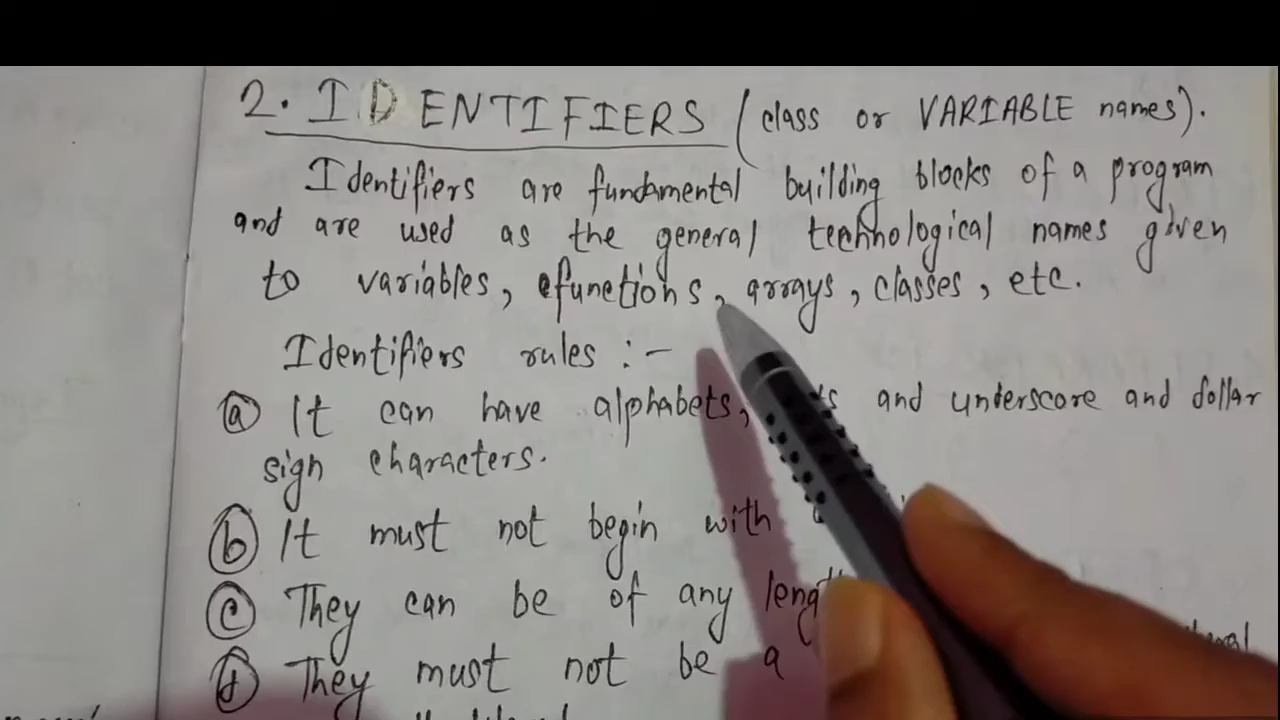 2. IDENTIFIERS (class or VARIABLE names).
Identifiers are fundamental building blocks of a program
and are used as the general technological names given
to variables, functions, arrays, classes, etc.
Identifiers rules :-
(a) It can have alphabets, and underscore and dollar
sign characters.
(b) It must not begin with
(c) They can be of any
(d) They must not be a